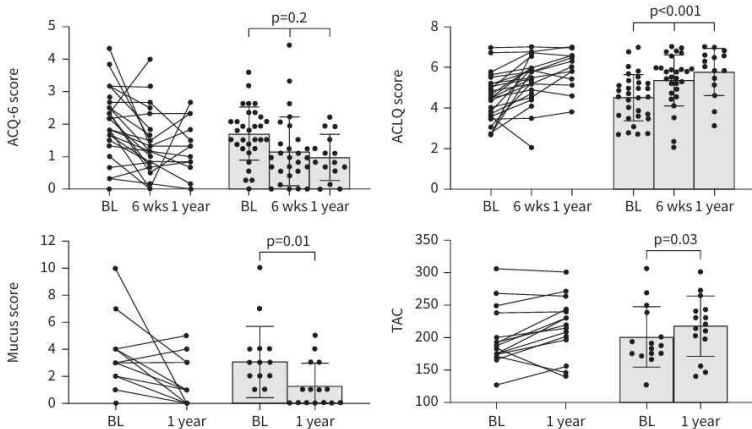 p=0.2
ACQ-6 score
5
4
3
2
1
0
BL 6 wks 1 year BL 6 wks 1 year
p<0.001
ACLQ score
8
6
4
2
0
BL 6 wks 1 year BL 6 wks 1 year
p=0.01
Mucus score
12
10
8
6
4
2
0
BL 1 year BL 1 year
p=0.03
TAC
350
300
250
200
150
100
BL 1 year BL 1 year